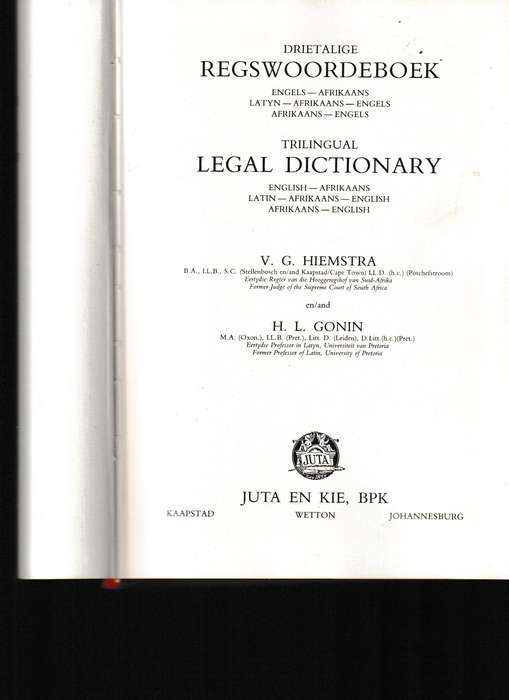 DRIETALIGE
REGSWOORDEBOEK
ENGELS — AFRIKAANS
LATYN — AFRIKAANS — ENGELS
AFRIKAANS — ENGELS
TRILINGUAL
LEGAL DICTIONARY
ENGLISH — AFRIKAANS
LATIN — AFRIKAANS — ENGLISH
AFRIKAANS — ENGLISH
V. G. HIEMSTRA
B.A., LL.B., S.C. (Stellenbosch en/and Kaapstad/Cape Town) LL.D. (h.c.) (Potchefstroom)
Eertydse Regter van die Hooggeregshof van Suid-Afrika
Former Judge of the Supreme Court of South Africa
en/and
H. L. GONIN
M.A. (Oxon.), LL.B. (Pret.), Litt. D. (Leiden), D.Litt.(h.c.)(Pret.)
Eertydse Professor in Latyn, Universiteit van Pretoria
Former Professor of Latin, University of Pretoria
JUTA
JUTA EN KIE, BPK
KAAPSTAD WETTON JOHANNESBURG